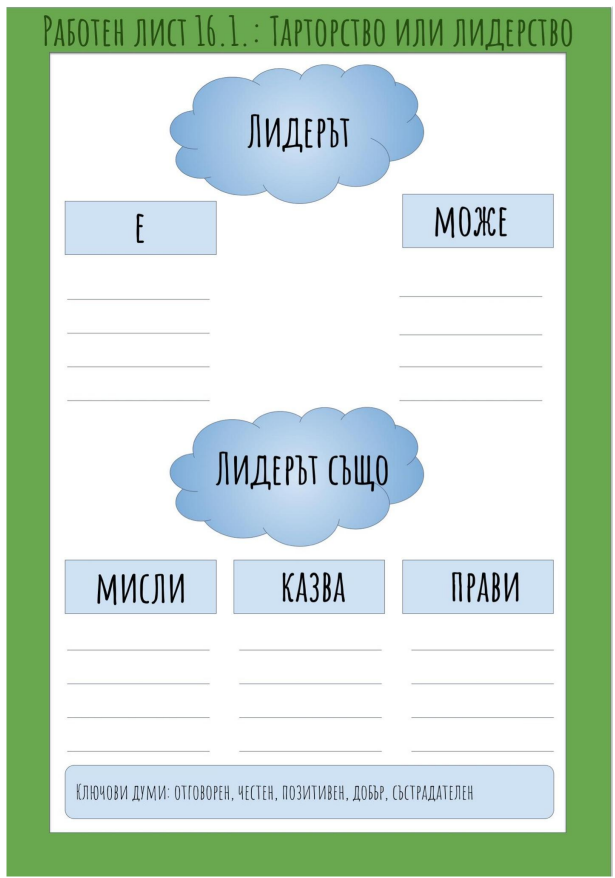 Работен лист 16.1.: Тарторство или лидерство
Лидерът
е
може
Лидерът също
мисли
казва
прави
Ключови думи: отговорен, честен, позитивен, добър, състрадателен